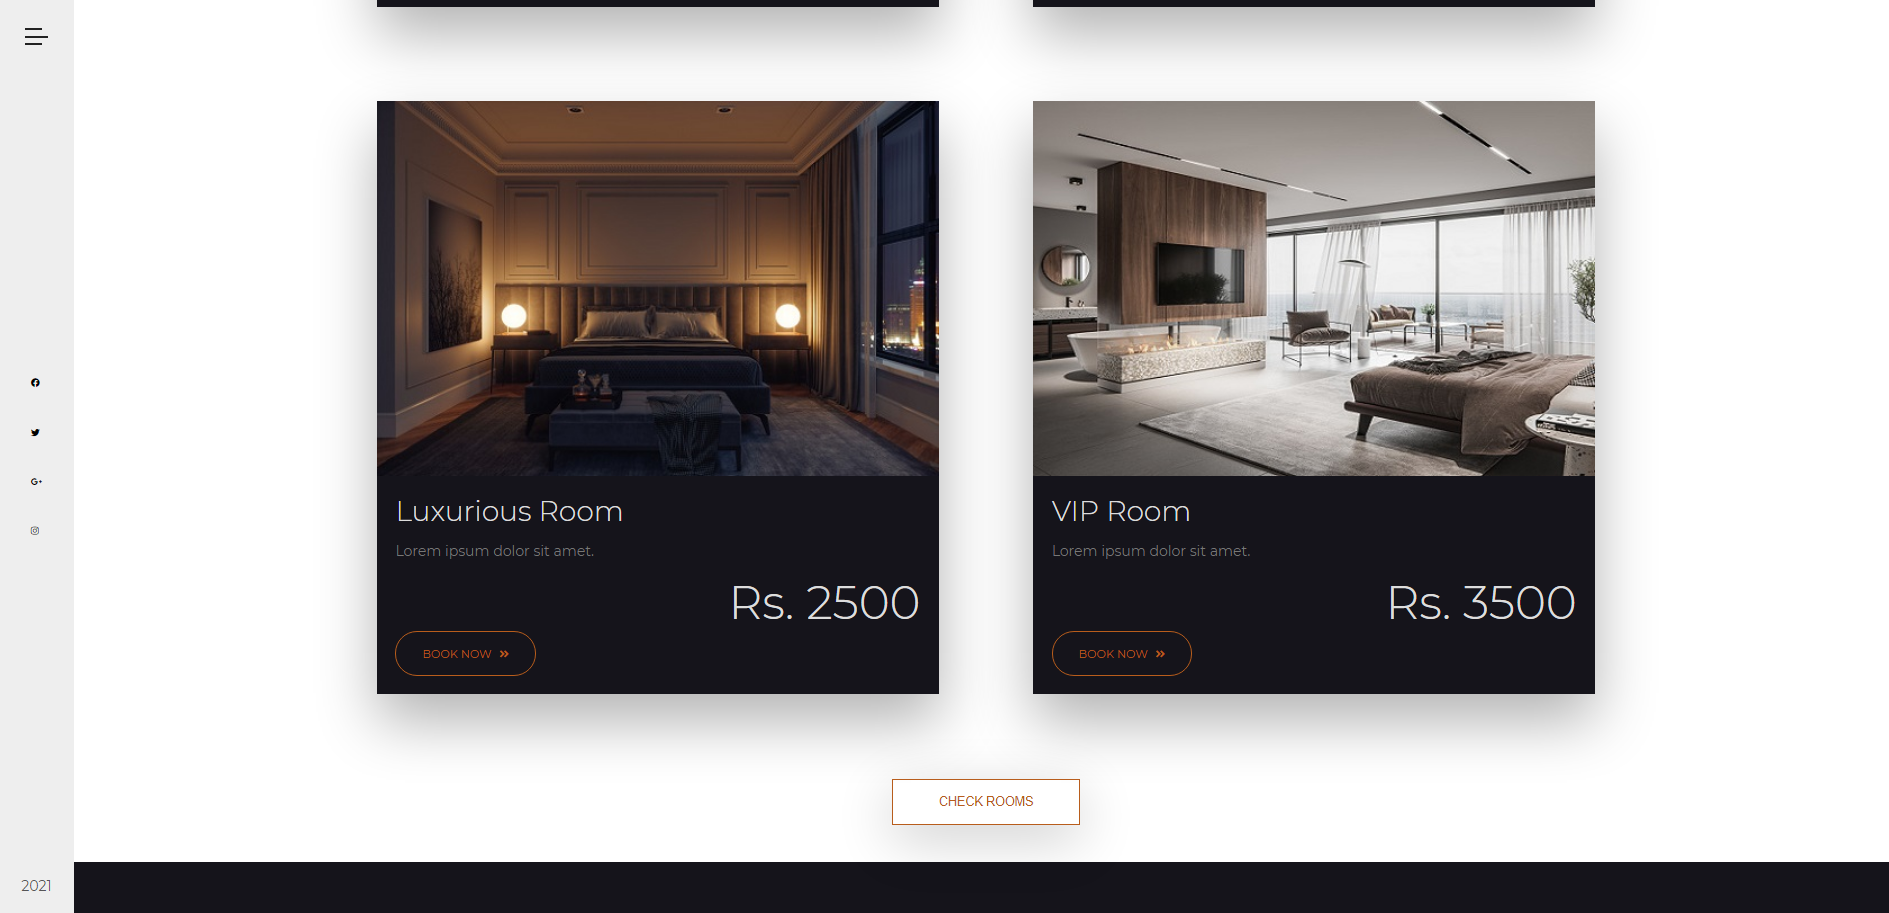 Luxurious Room
Lorem ipsum dolor sit amet.
Rs. 2500
BOOK NOW »
VIP Room
Lorem ipsum dolor sit amet.
Rs. 3500
BOOK NOW »
CHECK ROOMS
2021